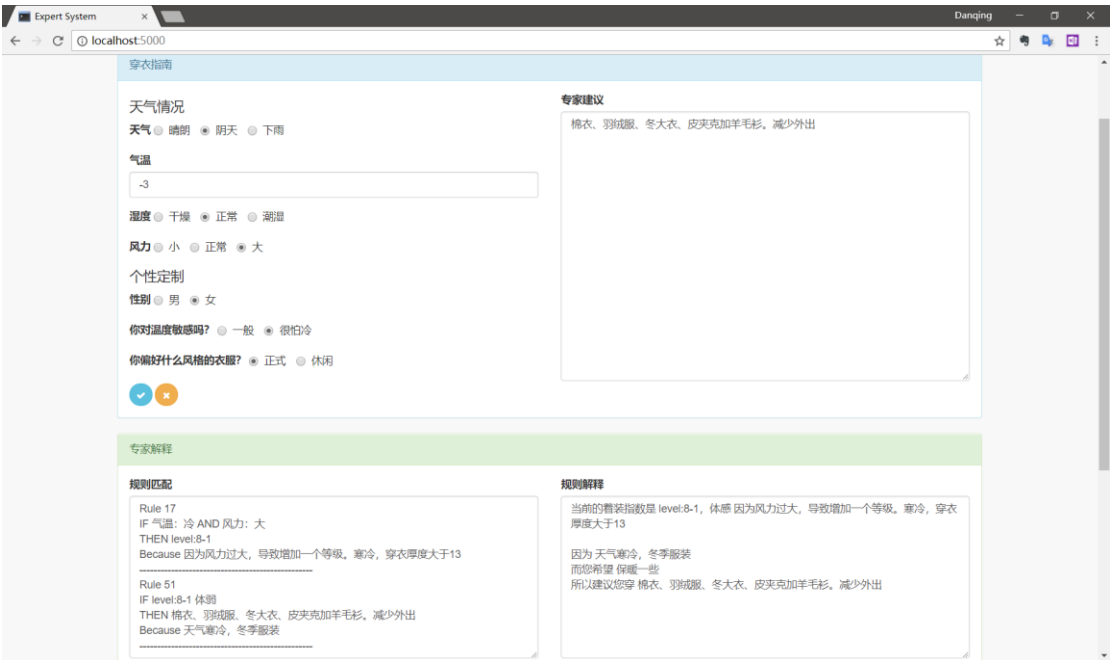 Expert System
Danqing
localhost:5000
穿衣指南
天气情况
天气 晴朗 阴天 下雨
气温
-3
湿度 干燥 正常 潮湿
风力 小 正常 大
个性定制
性别 男 女
你对温度敏感吗? 一般 很怕冷
你偏好什么风格的衣服? 正式 休闲
专家建议
棉衣、羽绒服、冬大衣、皮夹克加羊毛衫。减少外出
专家解释
规则匹配
Rule 17
IF 气温：冷 AND 风力：大
THEN level:8-1
Because 因为风力过大，导致增加一个等级。寒冷，穿衣厚度大于13
--------------------------------------------------
Rule 51
IF level:8-1 体弱
THEN 棉衣、羽绒服、冬大衣、皮夹克加羊毛衫。减少外出
Because 天气寒冷，冬季服装
--------------------------------------------------
规则解释
当前的着装指数是 level:8-1，体感 因为风力过大，导致增加一个等级。寒冷，穿衣
厚度大于13
因为 天气寒冷，冬季服装
而您希望 保暖一些
所以建议您穿 棉衣、羽绒服、冬大衣、皮夹克加羊毛衫。减少外出